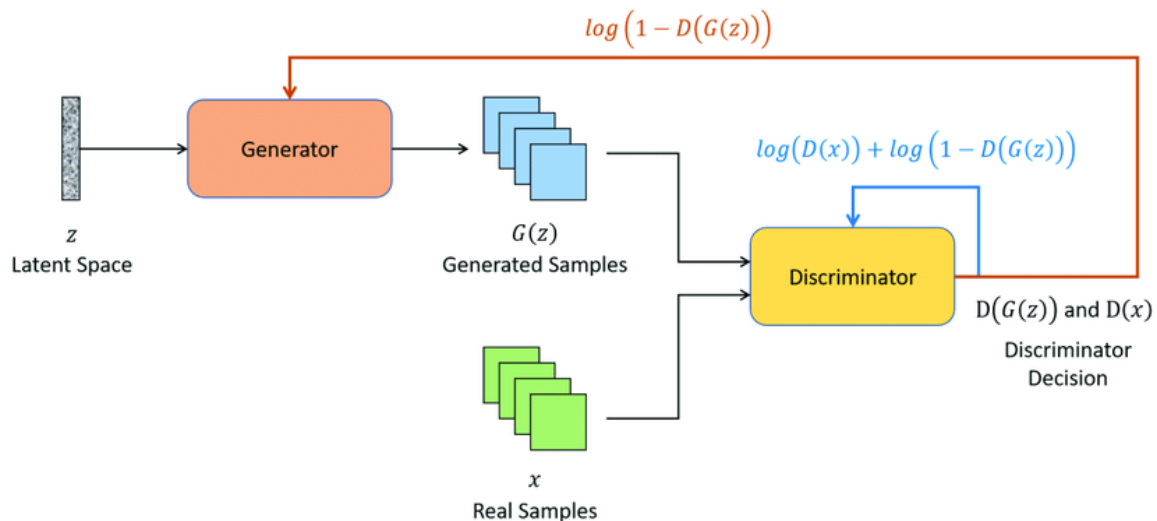 log(1 − D(G(z)))
Generator
log(D(x)) + log(1 − D(G(z)))
z
Latent Space
G(z)
Generated Samples
Discriminator
D(G(z)) and D(x)
Discriminator
Decision
x
Real Samples